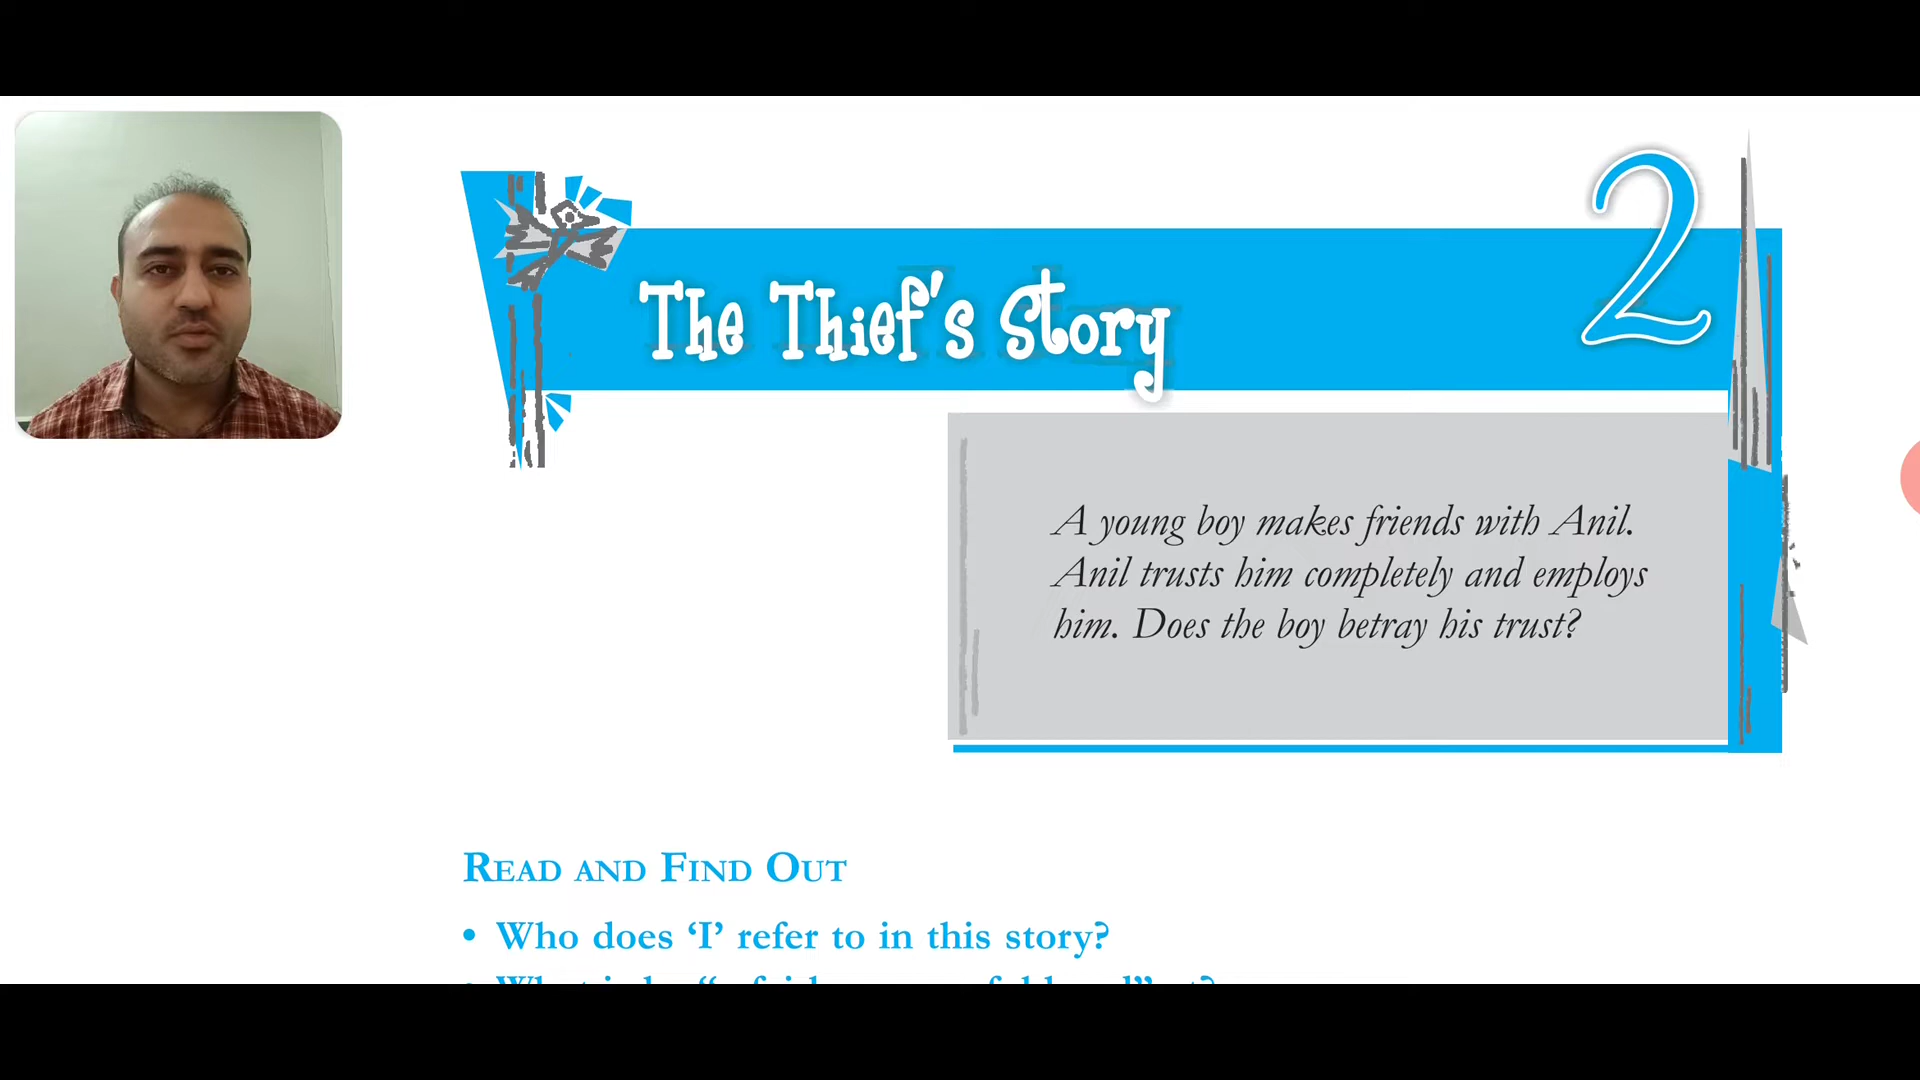 2
The Thief's Story
A young boy makes friends with Anil.
Anil trusts him completely and employs
him. Does the boy betray his trust?
READ AND FIND OUT
• Who does ‘I’ refer to in this story?